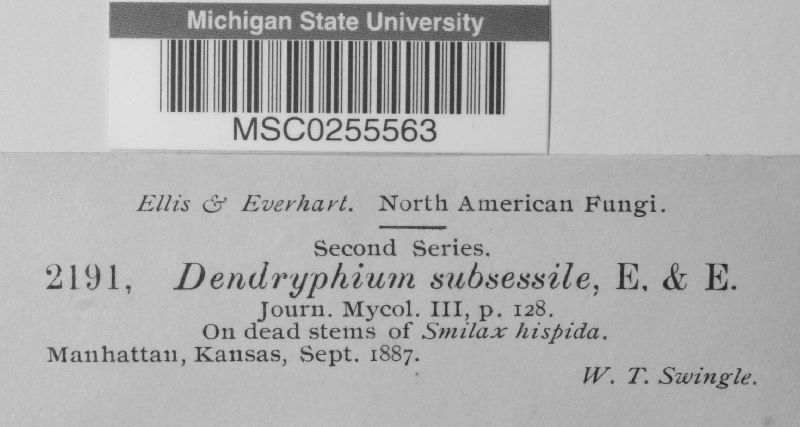 Michigan State University
MSC0255563
Ellis & Everhart. North American Fungi.
Second Series.
2191, Dendryphium subsessile, E. & E.
Journ. Mycol. III, p. 128.
On dead stems of Smilax hispida.
Manhattan, Kansas, Sept. 1887.
W. T. Swingle.